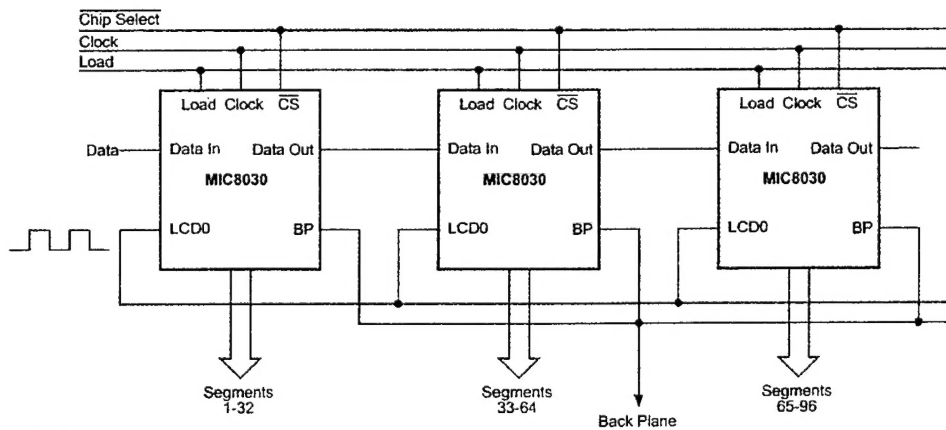 Chip Select
Clock
Load
Load Clock CS
Load Clock CS
Load Clock CS
Data
Data In Data Out
Data In Data Out
Data In Data Out
MIC8030
MIC8030
MIC8030
LCD0 BP
LCD0 BP
LCD0 BP
Segments
1-32
Segments
33-64
Back Plane
Segments
65-96